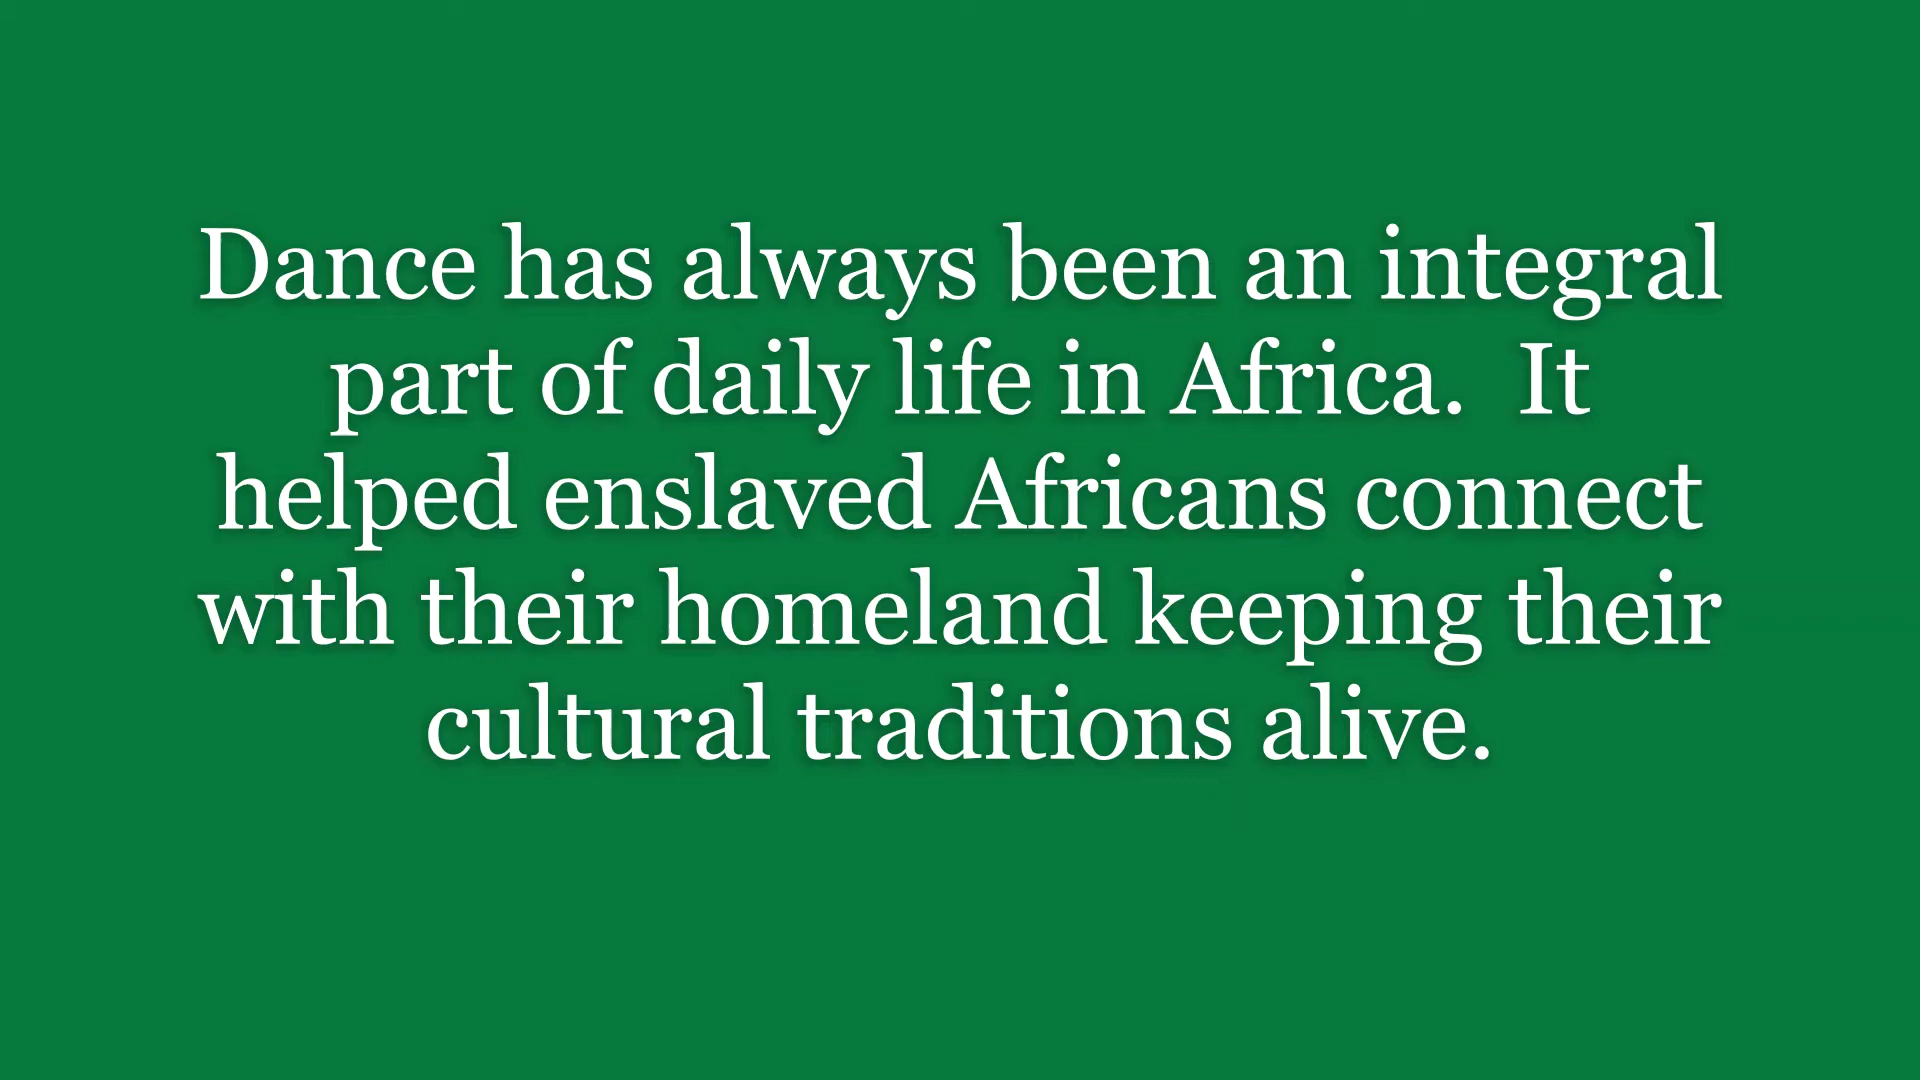 Dance has always been an integral
part of daily life in Africa.  It
helped enslaved Africans connect
with their homeland keeping their
cultural traditions alive.